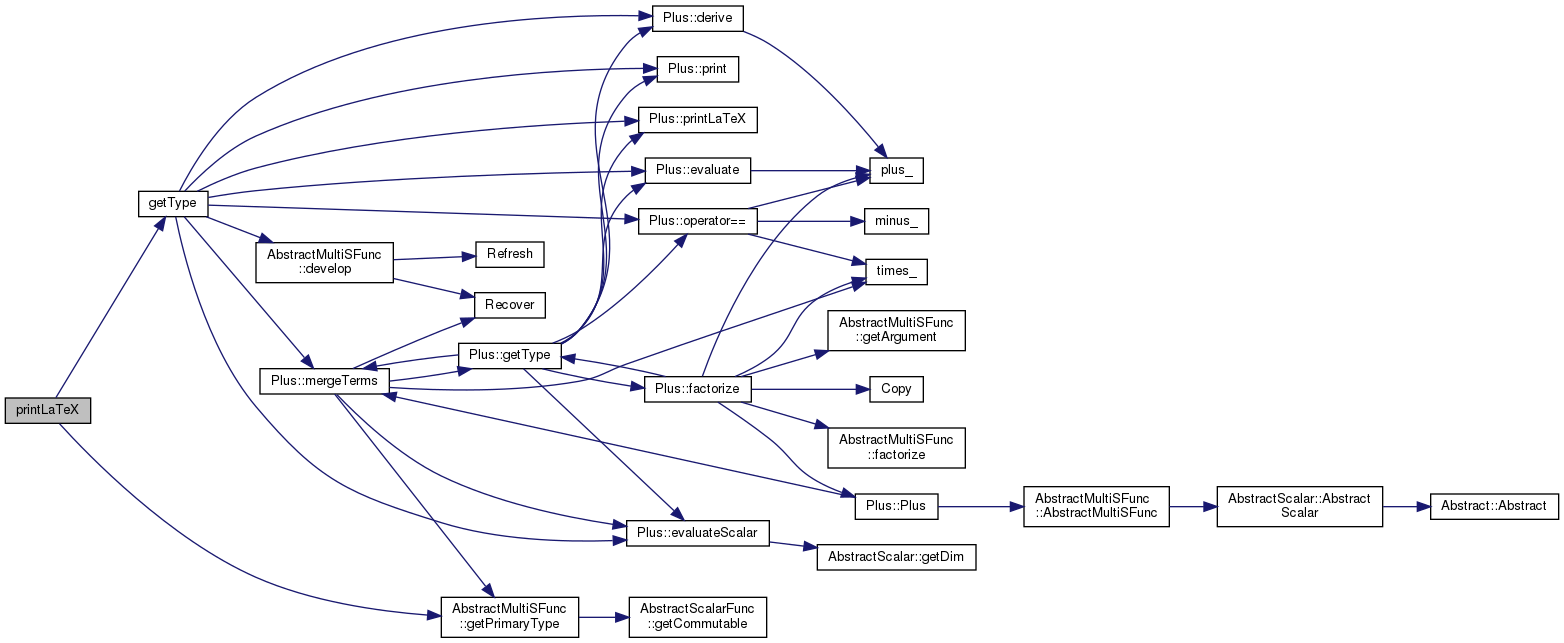 printLaTeX
getType
AbstractMultiSFunc
::develop
Plus::mergeTerms
Refresh
Recover
Plus::getType
AbstractMultiSFunc
::getPrimaryType
Plus::derive
Plus::print
Plus::printLaTeX
Plus::evaluate
Plus::operator==
Plus::factorize
Plus::evaluateScalar
AbstractScalarFunc
::getCommutable
plus_
minus_
times_
AbstractMultiSFunc
::getArgument
Copy
AbstractMultiSFunc
::factorize
Plus::Plus
AbstractScalar::getDim
AbstractMultiSFunc
::AbstractMultiSFunc
AbstractScalar::Abstract
Scalar
Abstract::Abstract